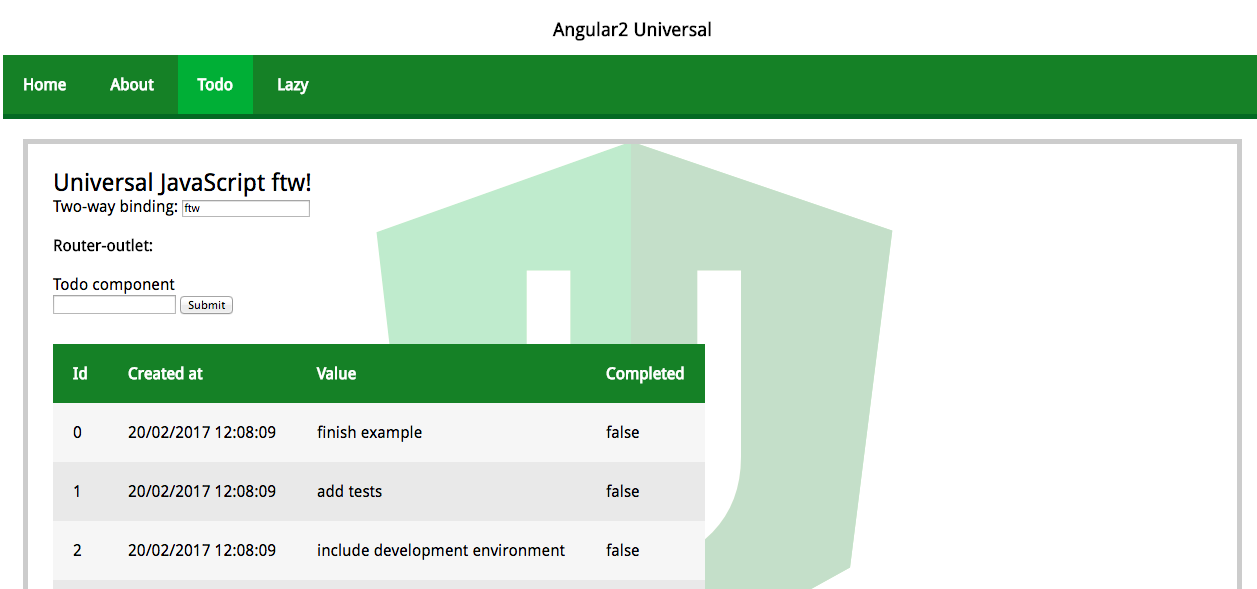 Angular2 Universal
Home About Todo Lazy
Universal JavaScript ftw!
Two-way binding: ftw
Router-outlet:
Todo component
Submit
Id Created at Value Completed
0 20/02/2017 12:08:09 finish example false
1 20/02/2017 12:08:09 add tests false
2 20/02/2017 12:08:09 include development environment false